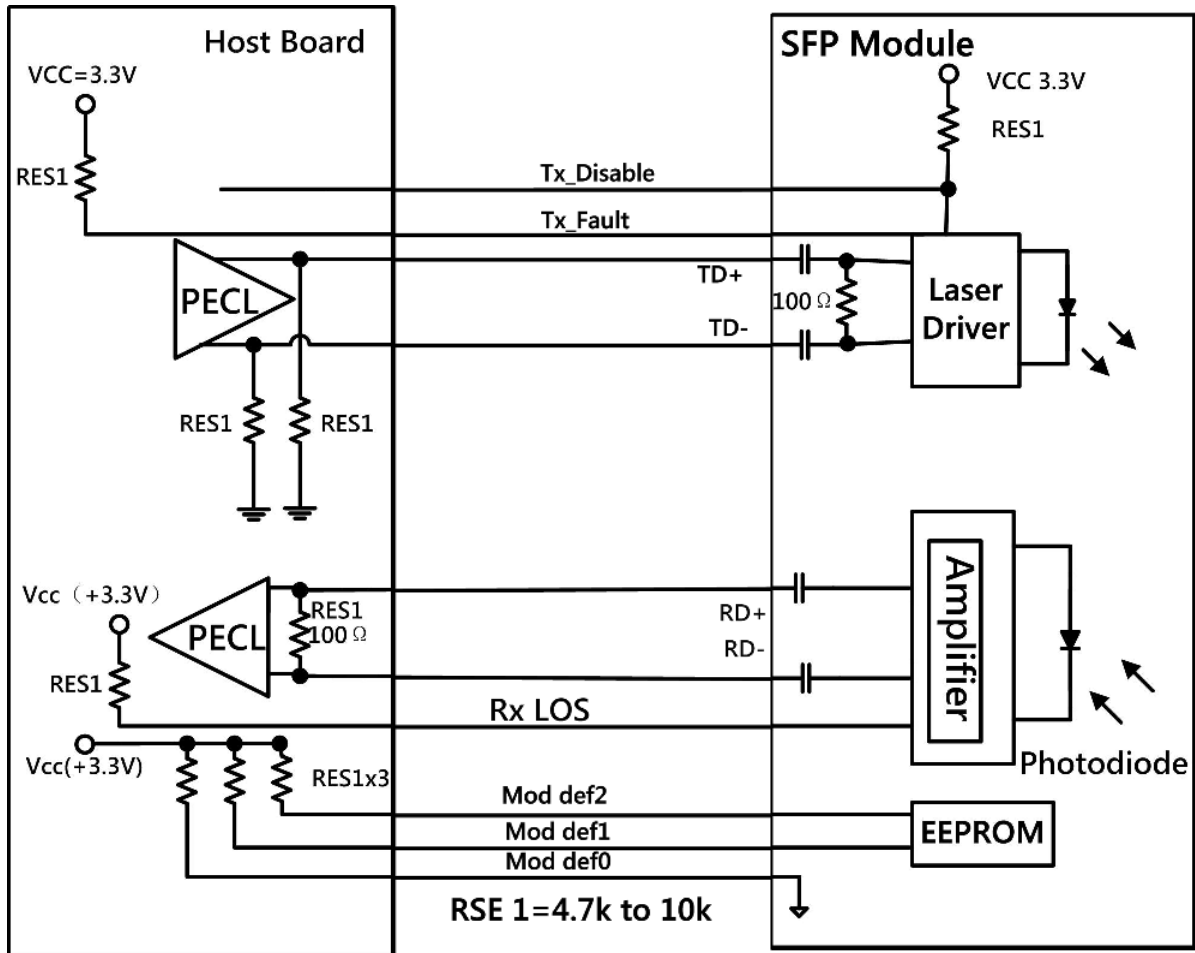 Host Board
SFP Module
VCC=3.3V
VCC 3.3V
RES1
RES1
Tx_Disable
Tx_Fault
PECL
TD+
100Ω
TD-
Laser
Driver
RES1
RES1
Vcc（+3.3V）
PECL
RES1
100Ω
RD+
RD-
Amplifier
RES1
Rx LOS
Vcc(+3.3V)
RES1x3
Photodiode
Mod def2
Mod def1
Mod def0
EEPROM
RSE 1=4.7k to 10k